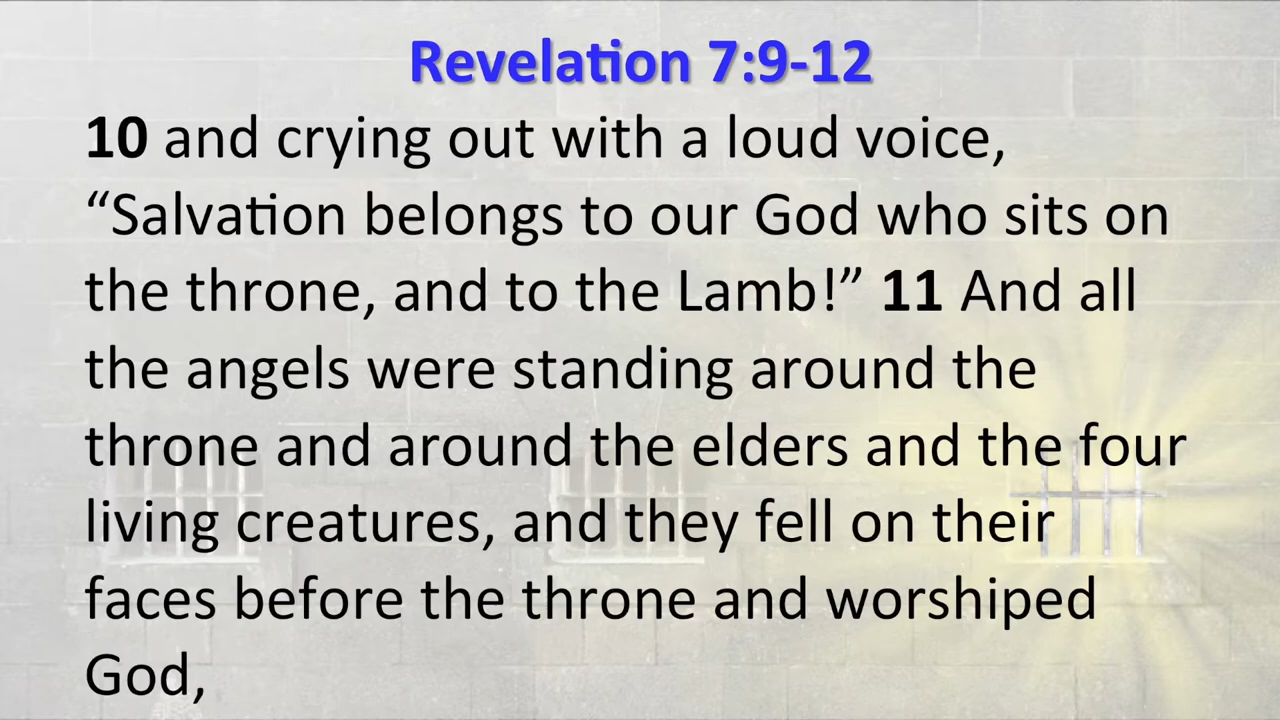 Revelation 7:9-12
10 and crying out with a loud voice,
“Salvation belongs to our God who sits on
the throne, and to the Lamb!” 11 And all
the angels were standing around the
throne and around the elders and the four
living creatures, and they fell on their
faces before the throne and worshiped
God,